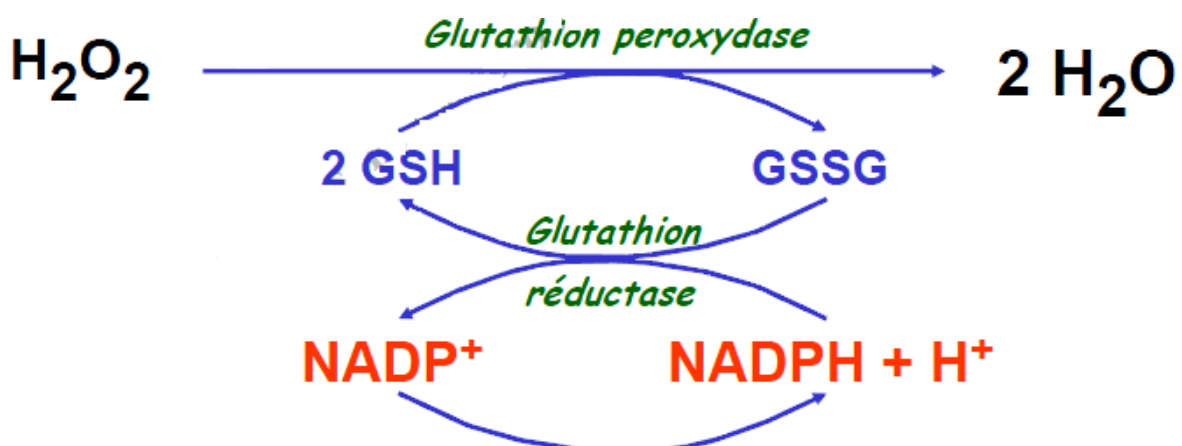 Glutathion peroxydase
H₂O₂ 2 H₂O
2 GSH GSSG
Glutathion
réductase
NADP⁺ NADPH + H⁺